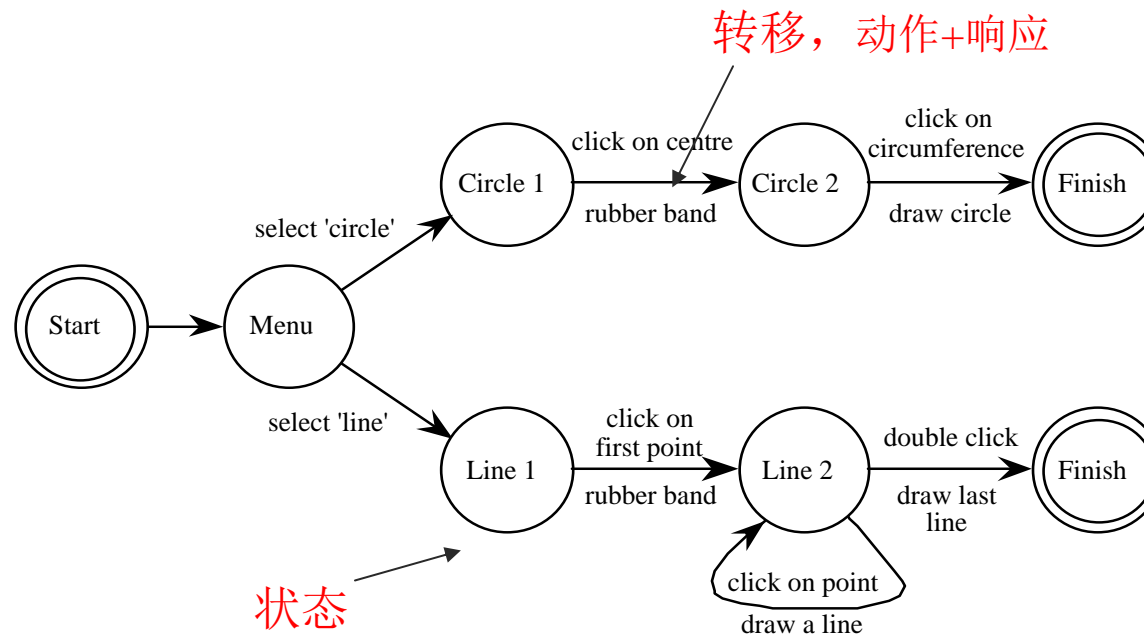 转移，动作+响应
click on centre
click on
circumference
Circle 1
Circle 2
Finish
rubber band
draw circle
select 'circle'
Start
Menu
select 'line'
click on
first point
double click
Line 1
Line 2
Finish
rubber band
draw last
line
click on point
draw a line
状态